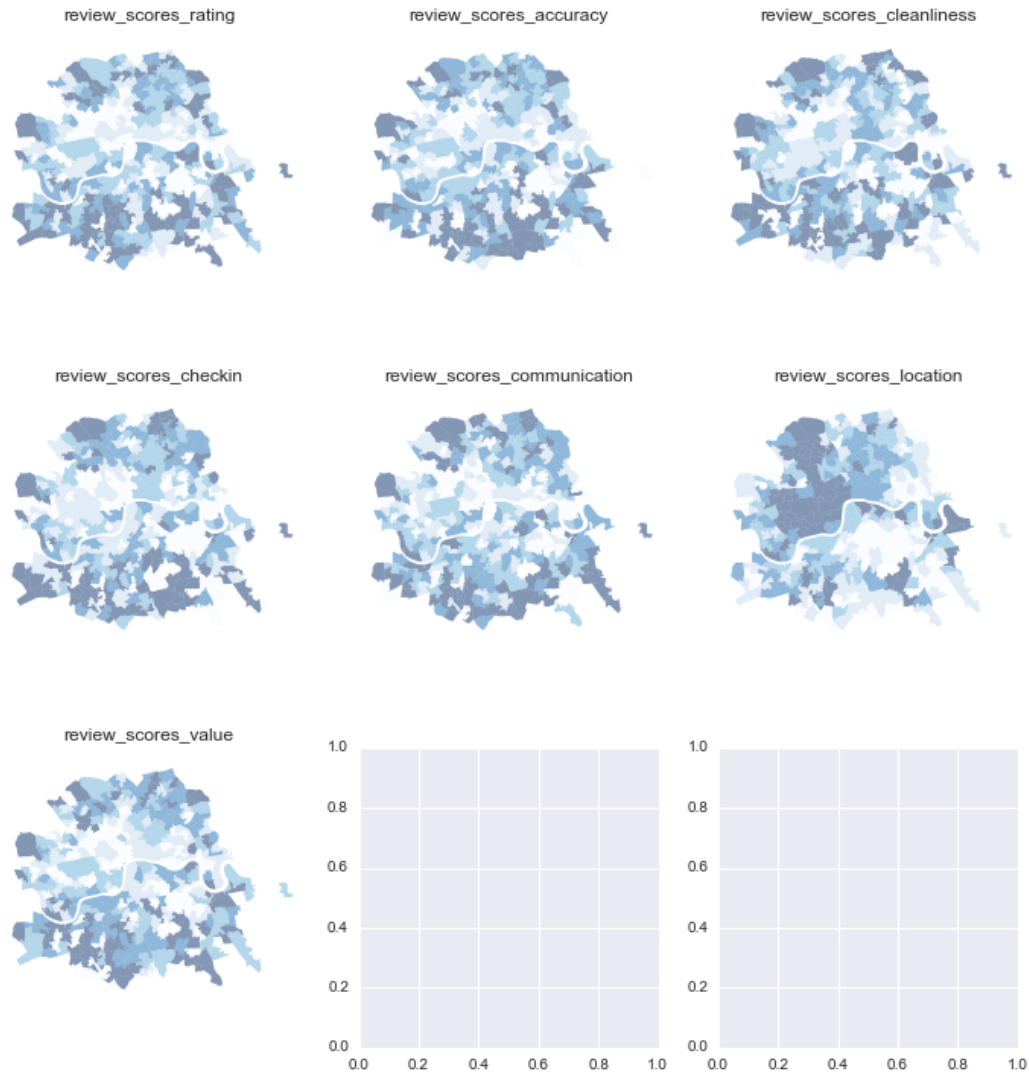 review_scores_rating
review_scores_accuracy
review_scores_cleanliness
review_scores_checkin
review_scores_communication
review_scores_location
review_scores_value
1.0
0.8
0.6
0.4
0.2
0.0
0.0 0.2 0.4 0.6 0.8 1.0
1.0
0.8
0.6
0.4
0.2
0.0
0.0 0.2 0.4 0.6 0.8 1.0